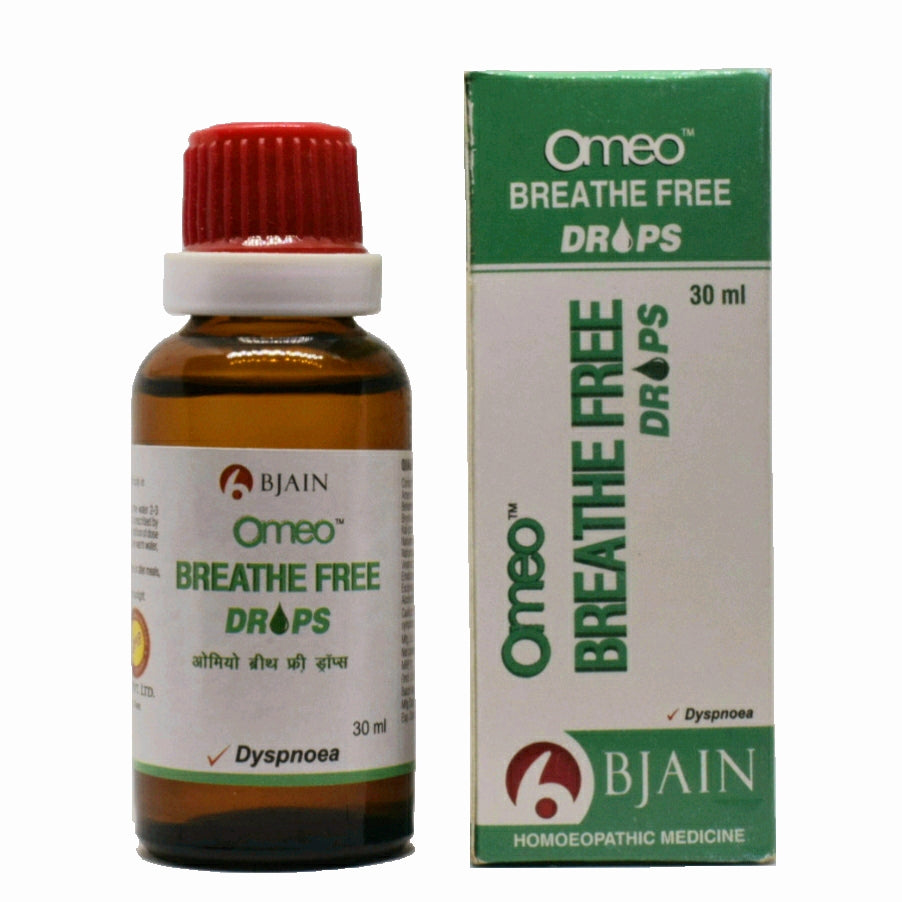 BJAIN
Omeo™
BREATHE FREE
DROPS
ओमियो ब्रीथ फ्री ड्रॉप्स
30 ml
✓ Dyspnoea
Omeo™
BREATHE FREE
DROPS
30 ml
Omeo™
BREATHE FREE
DROPS
✓ Dyspnoea
BJAIN
HOMOEOPATHIC MEDICINE